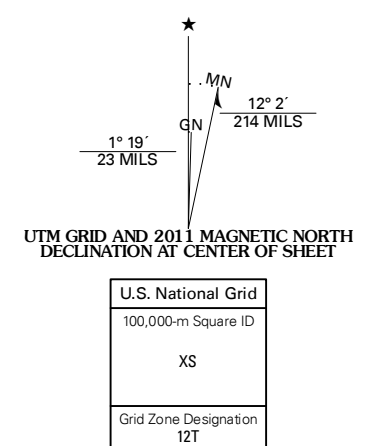 ★
MN
GN
12° 2´
214 MILS
1° 19´
23 MILS
UTM GRID AND 2011 MAGNETIC NORTH
DECLINATION AT CENTER OF SHEET
U.S. National Grid
100,000-m Square ID
XS
Grid Zone Designation
12T